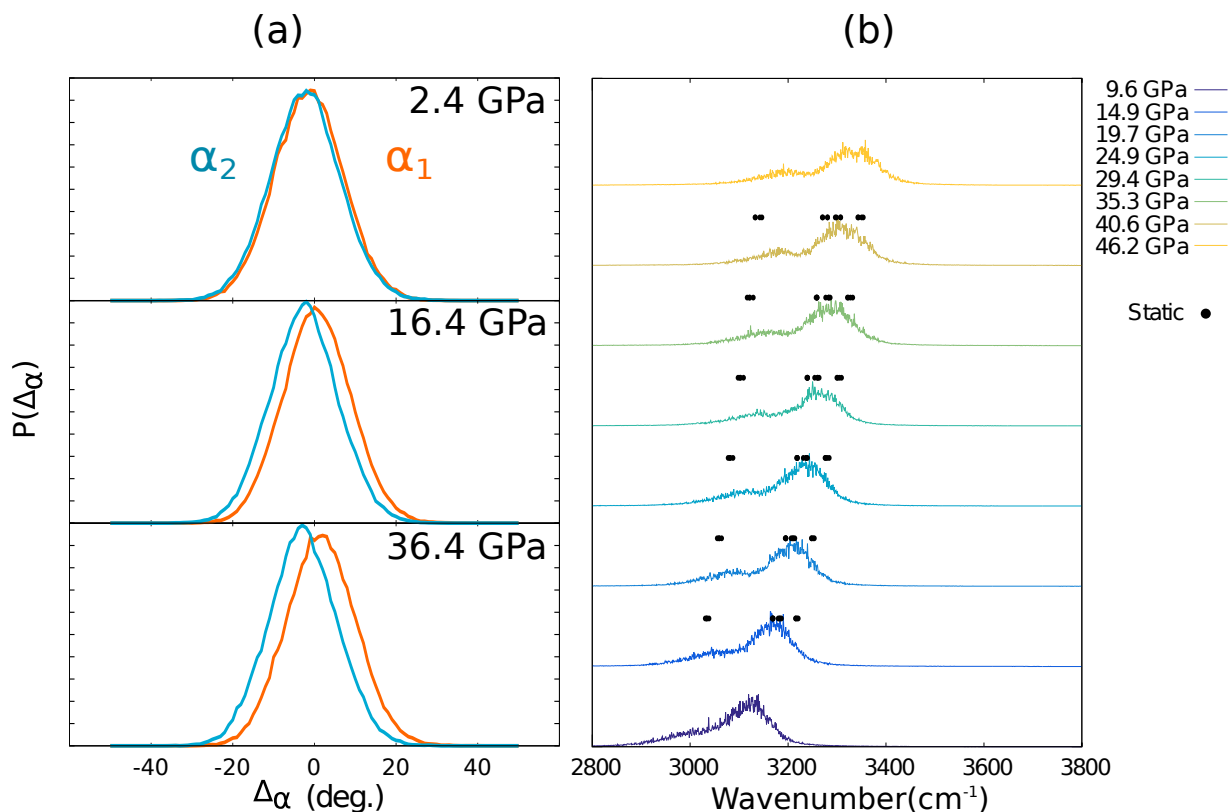 (a)
(b)
2.4 GPa
α2
α1
16.4 GPa
36.4 GPa
P(Δα)
-40 -20 0 20 40
Δα (deg.)
9.6 GPa
14.9 GPa
19.7 GPa
24.9 GPa
29.4 GPa
35.3 GPa
40.6 GPa
46.2 GPa
Static
2800 3000 3200 3400 3600 3800
Wavenumber(cm-1)